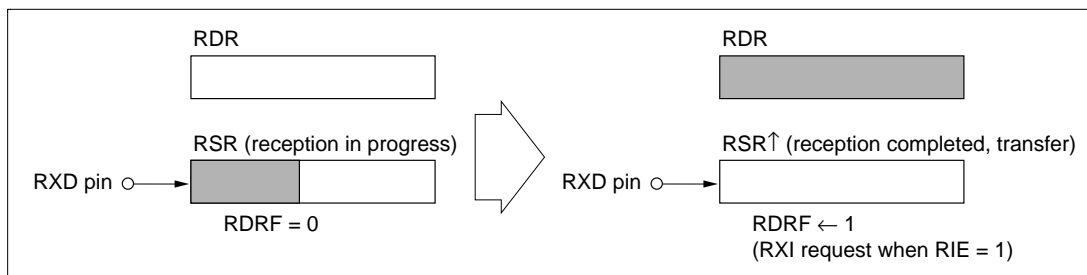 RDR
RSR (reception in progress)
RXD pin
RDRF = 0
RDR
RSR↑ (reception completed, transfer)
RXD pin
RDRF ← 1
(RXI request when RIE = 1)